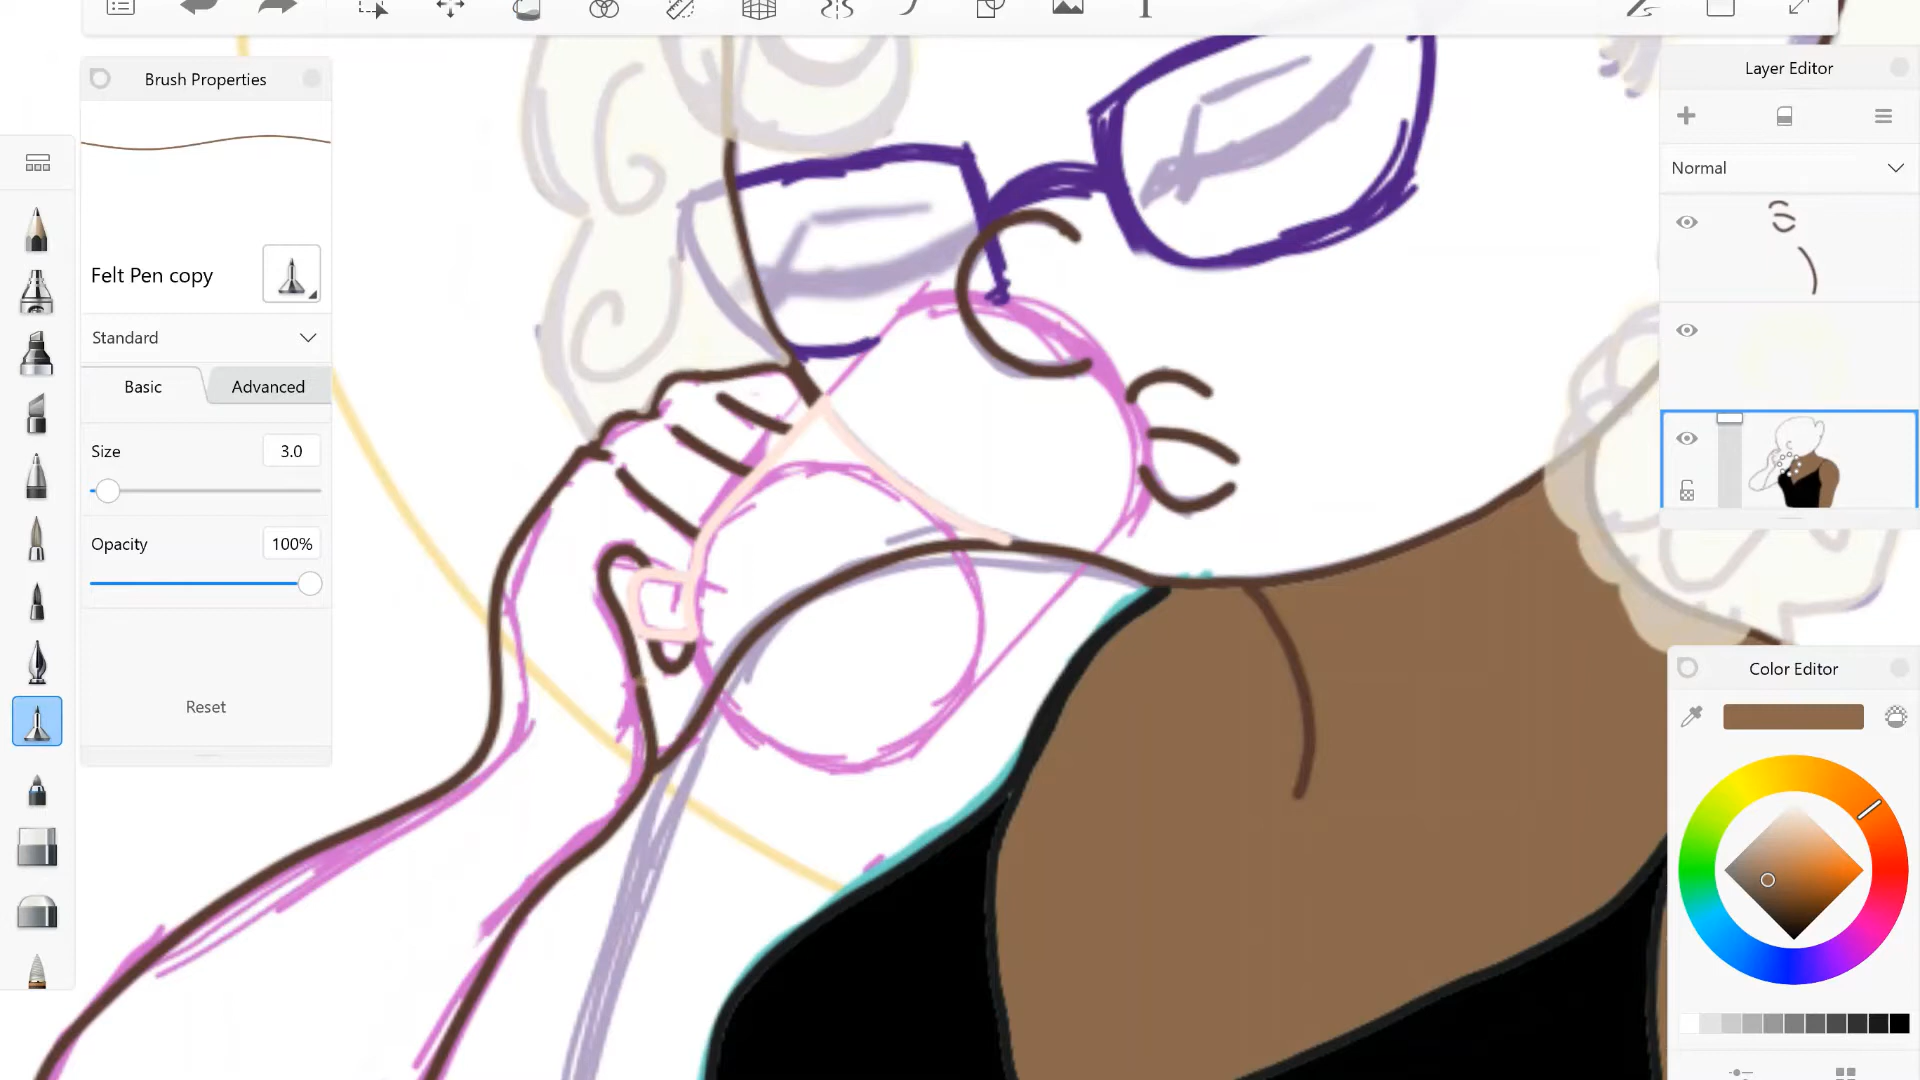 Brush Properties
Felt Pen copy
Standard
Basic
Advanced
Size
3.0
Opacity
100%
Reset
Layer Editor
Normal
Color Editor